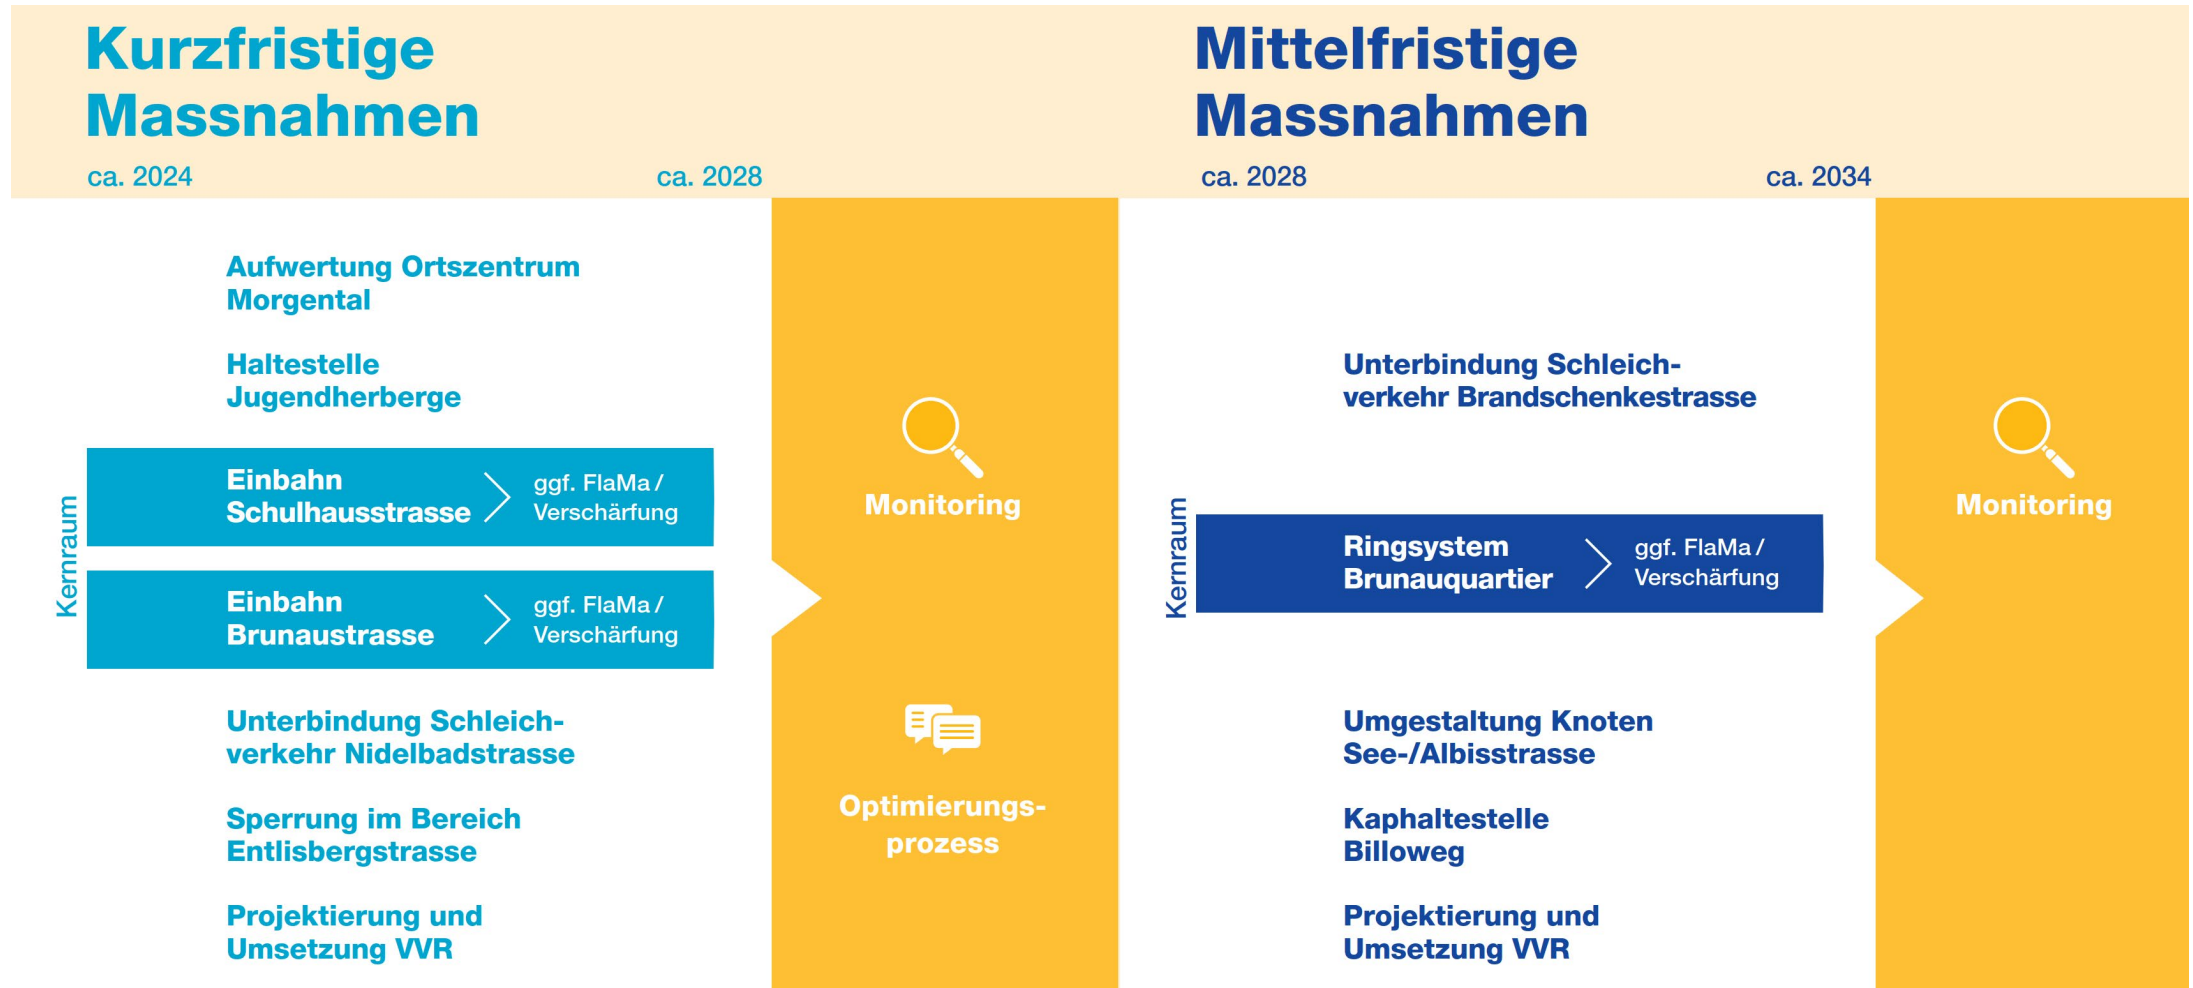 Kurzfristige
Massnahmen
ca. 2024
ca. 2028
Aufwertung Ortszentrum
Morgental
Haltestelle
Jugendherberge
Kernraum
Einbahn
Schulhausstrasse
ggf. FlaMa /
Verschärfung
Einbahn
Brunaustrasse
ggf. FlaMa /
Verschärfung
Unterbindung Schleich-
verkehr Nidelbadstrasse
Sperrung im Bereich
Entlisbergstrasse
Projektierung und
Umsetzung VVR
Monitoring
Optimierungs-
prozess
Mittelfristige
Massnahmen
ca. 2028
ca. 2034
Unterbindung Schleich-
verkehr Brandschenkestrasse
Kernraum
Ringsystem
Brunauquartier
ggf. FlaMa /
Verschärfung
Umgestaltung Knoten
See-/Albisstrasse
Kaphaltestelle
Billoweg
Projektierung und
Umsetzung VVR
Monitoring